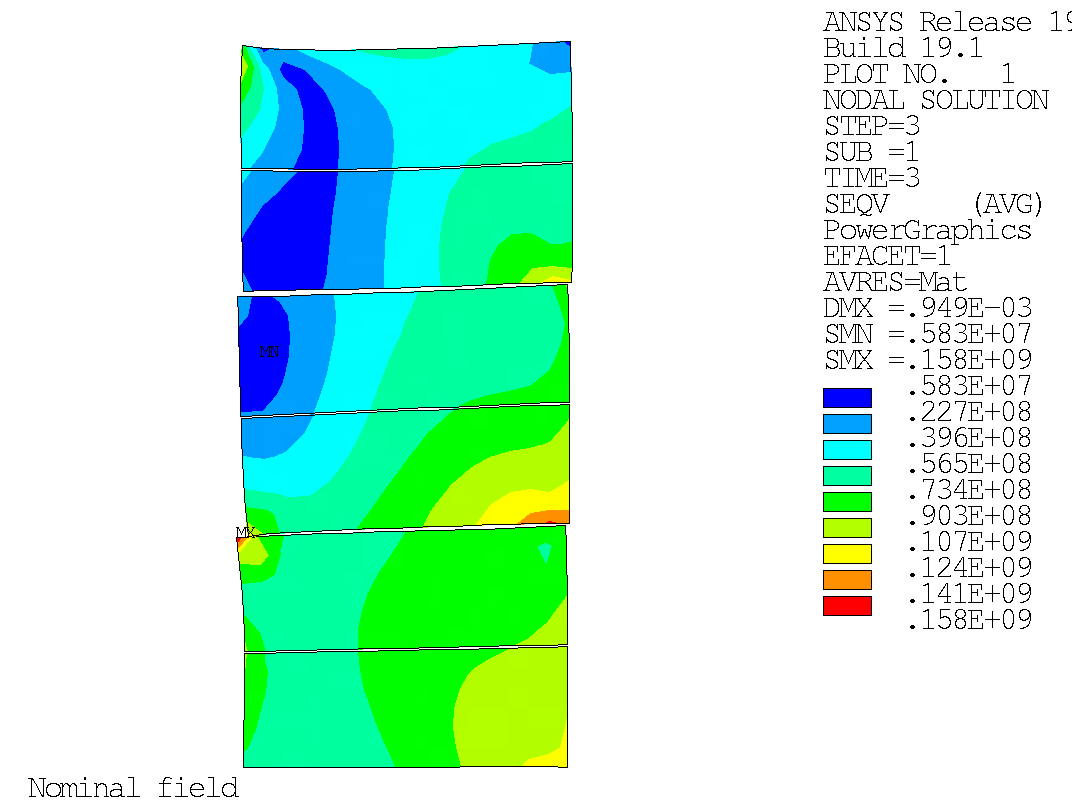 ANSYS Release 19
Build 19.1
PLOT NO. 1
NODAL SOLUTION
STEP=3
SUB =1
TIME=3
SEQV (AVG)
PowerGraphics
EFACET=1
AVRES=Mat
DMX =.949E-03
SMN =.583E+07
SMX =.158E+09
.583E+07
.227E+08
.396E+08
.565E+08
.734E+08
.903E+08
.107E+09
.124E+09
.141E+09
.158E+09
MN
MX
Nominal field